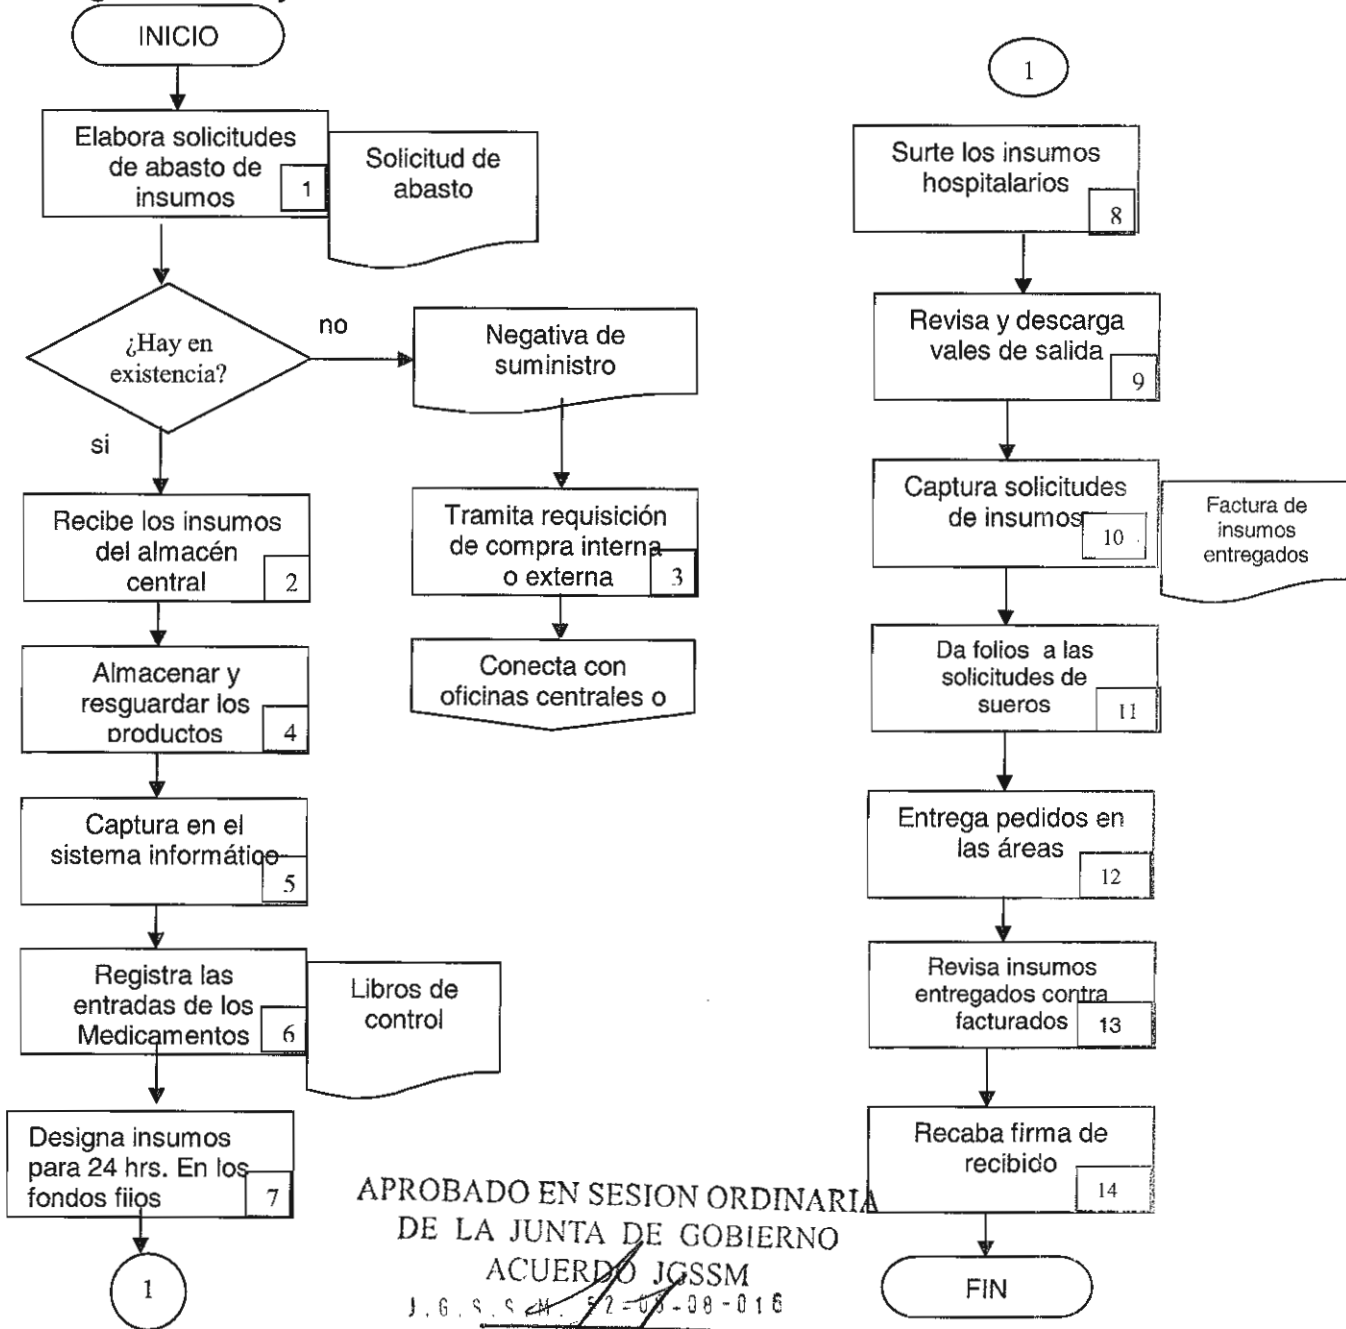 INICIO
Elabora solicitudes
de abasto de
insumos
1
Solicitud de
abasto
¿Hay en
existencia?
no
si
Negativa de
suministro
Recibe los insumos
del almacén
central
2
Tramita requisición
de compra interna
o externa
3
Conecta con
oficinas centrales o
Almacenar y
resguardar los
productos
4
Captura en el
sistema informático
5
Registra las
entradas de los
Medicamentos
6
Libros de
control
Designa insumos
para 24 hrs. En los
fondos fijos
7
1
1
Surte los insumos
hospitalarios
8
Revisa y descarga
vales de salida
9
Captura solicitudes
de insumos
10
Factura de
insumos
entregados
Da folios a las
solicitudes de
sueros
11
Entrega pedidos en
las áreas
12
Revisa insumos
entregados contra
facturados
13
Recaba firma de
recibido
14
FIN
APROBADO EN SESION ORDINARIA
DE LA JUNTA DE GOBIERNO
ACUERDO JGSSM
J.G.S.S.M.